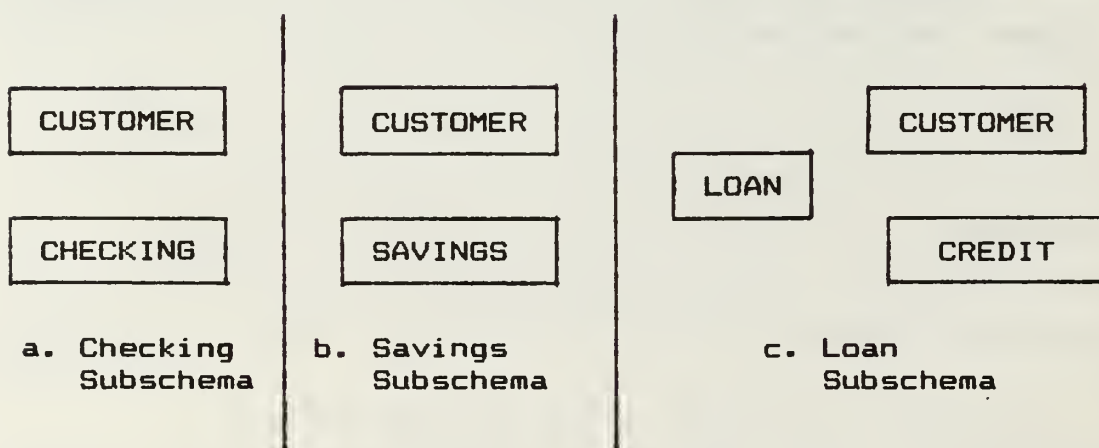 CUSTOMER
CHECKING
a. Checking
Subschema
CUSTOMER
SAVINGS
b. Savings
Subschema
CUSTOMER
LOAN
CREDIT
c. Loan
Subschema